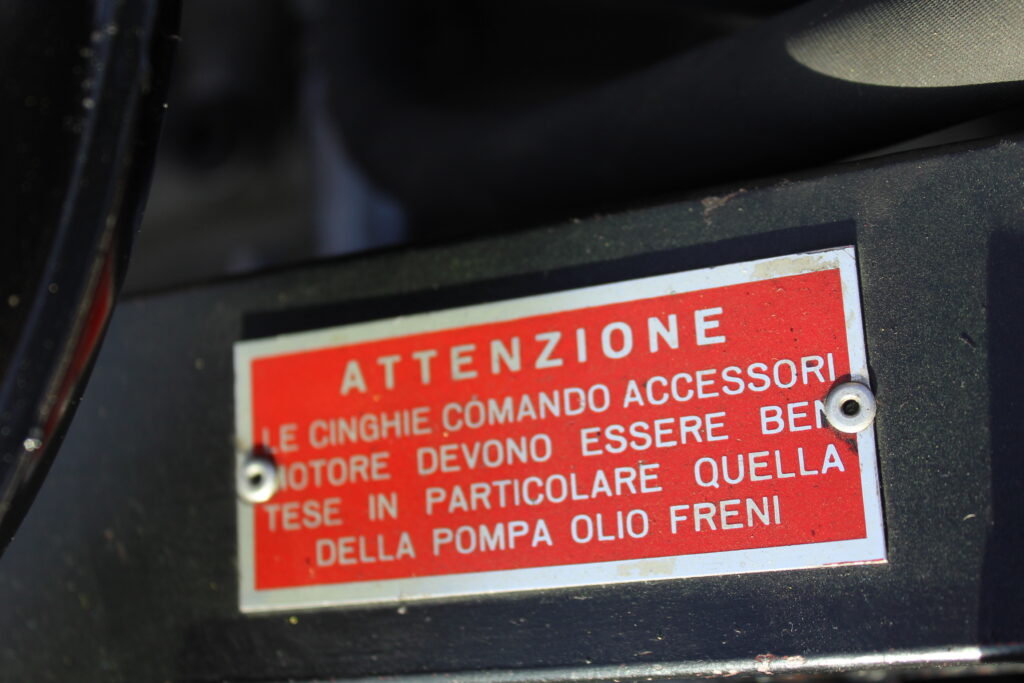 ATTENZIONE
LE CINGHIE COMANDO ACCESSORI
MOTORE DEVONO ESSERE BEN
TESE IN PARTICOLARE QUELLA
DELLA POMPA OLIO FRENI